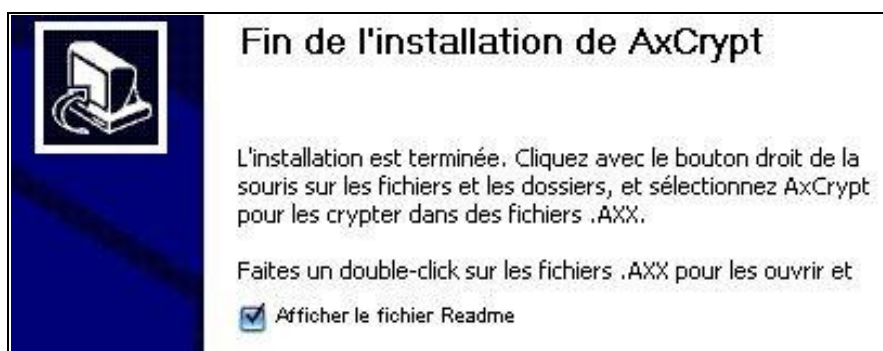 Fin de l'installation de AxCrypt
L'installation est terminée. Cliquez avec le bouton droit de la
souris sur les fichiers et les dossiers, et sélectionnez AxCrypt
pour les crypter dans des fichiers .AXX.
Faites un double-click sur les fichiers .AXX pour les ouvrir et
Afficher le fichier Readme